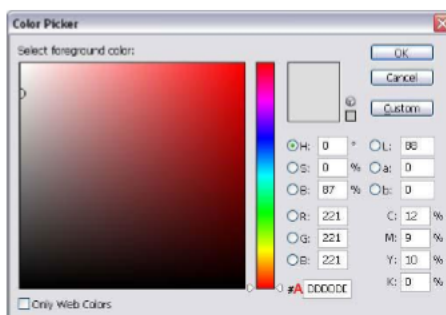 Color Picker
Select foreground color:
OK
Cancel
Custom
H: 0 ° L: 88
S: 0 % a: 0
B: 87 % b: 0
R: 221 C: 12 %
G: 221 M: 9 %
B: 221 Y: 10 %
K: 0 %
#A DDDDDD
Only Web Colors